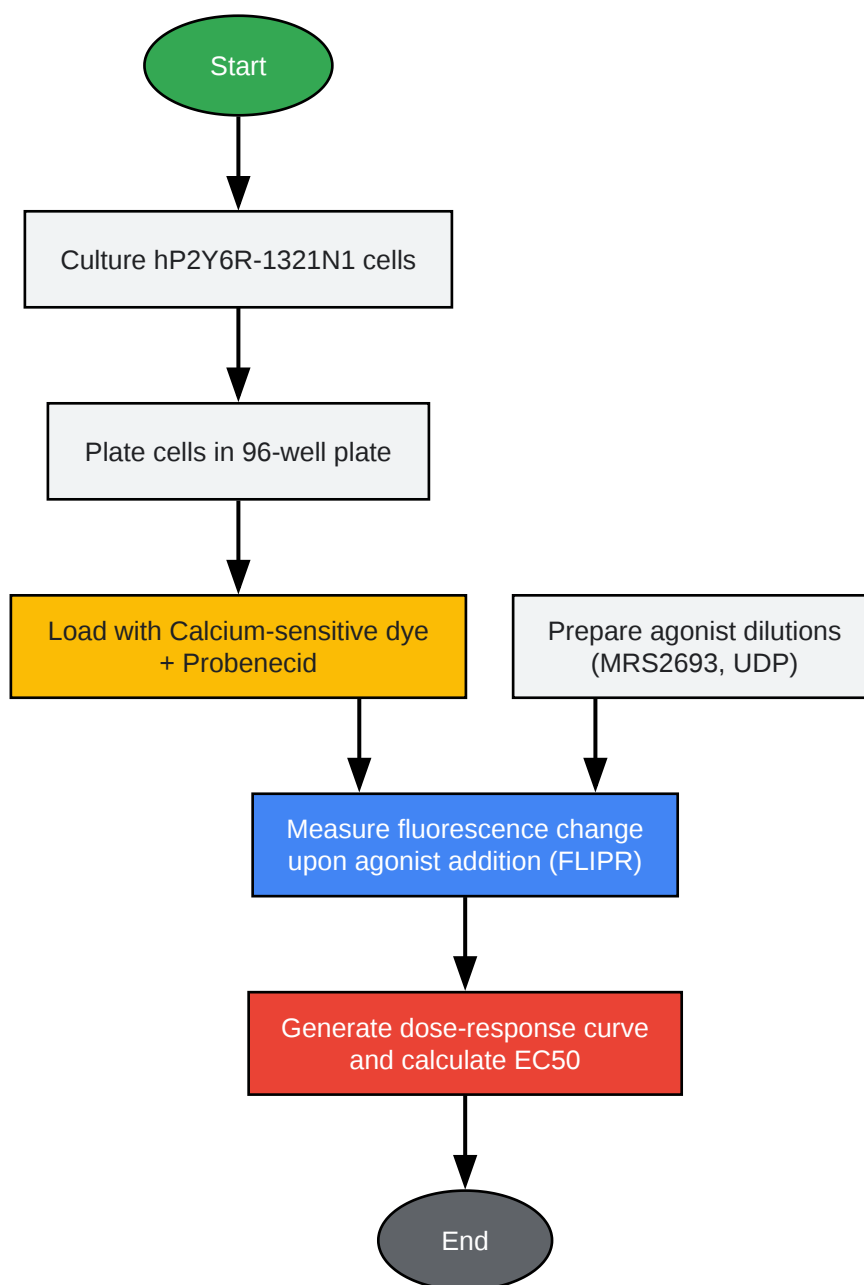 Start
Culture hP2Y6R-1321N1 cells
Plate cells in 96-well plate
Load with Calcium-sensitive dye
+ Probenecid
Prepare agonist dilutions
(MRS2693, UDP)
Measure fluorescence change
upon agonist addition (FLIPR)
Generate dose-response curve
and calculate EC50
End